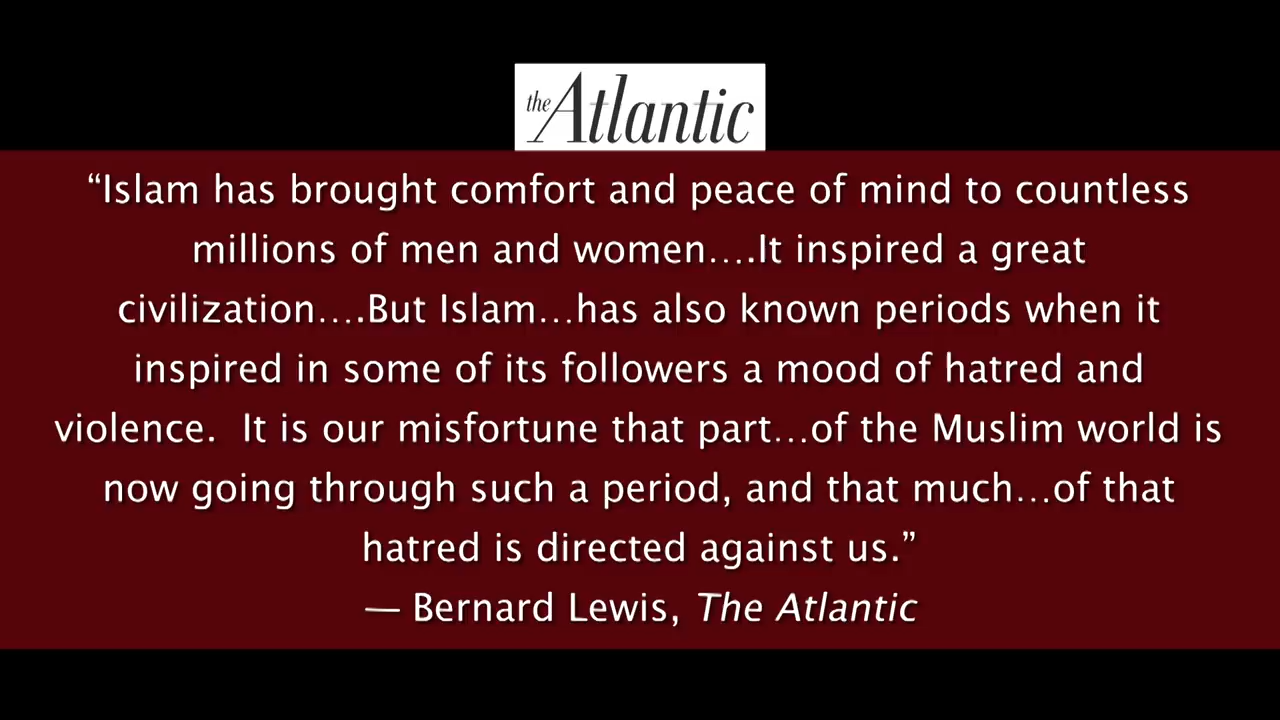 the Atlantic
“Islam has brought comfort and peace of mind to countless
millions of men and women….It inspired a great
civilization….But Islam…has also known periods when it
inspired in some of its followers a mood of hatred and
violence.  It is our misfortune that part…of the Muslim world is
now going through such a period, and that much…of that
hatred is directed against us.”
— Bernard Lewis, The Atlantic